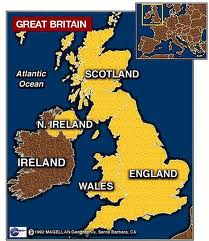 GREAT BRITAIN
Atlantic
Ocean
SCOTLAND
N. IRELAND
IRELAND
ENGLAND
WALES
© 1992 MAGELLAN Geographix, Santa Barbara, CA